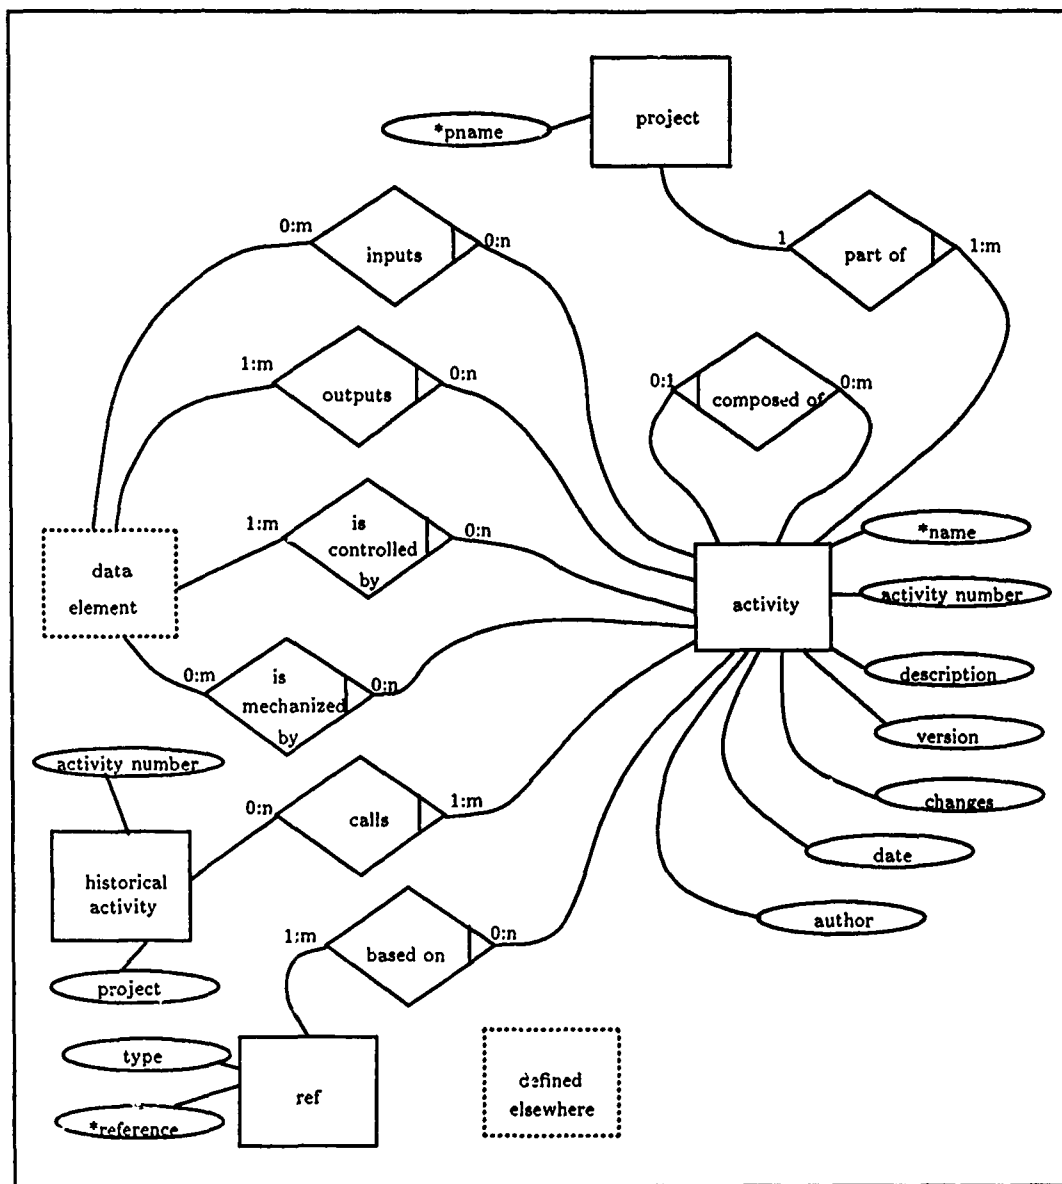 project
*pname
0:m
inputs
0:n
1
part of
1:m
1:m
outputs
0:n
0:1
composed of
0:m
1:m
is
controlled
by
0:n
*name
data
element
activity
activity number
0:m
is
mechanized
by
0:n
description
version
activity number
0:n
calls
1:m
changes
date
historical
activity
author
1:m
based on
0:n
project
type
ref
*reference
defined
elsewhere